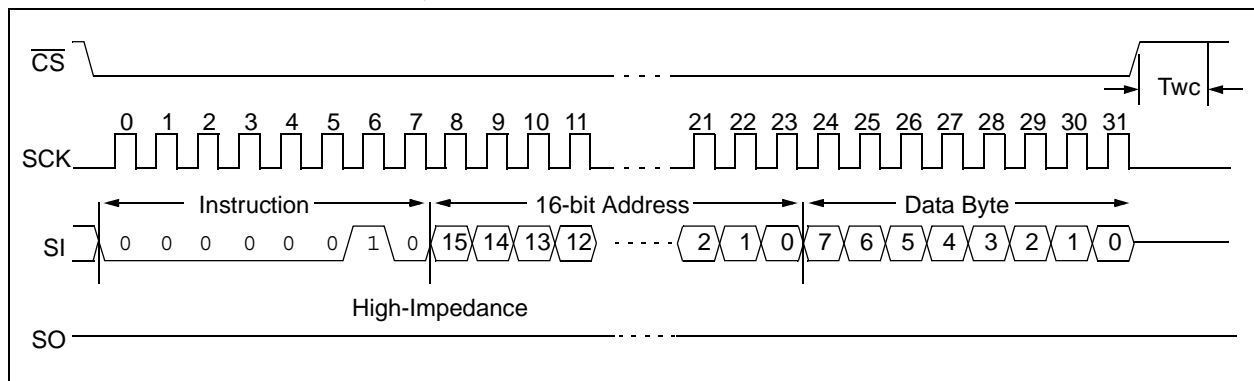 CS
Twc
0 1 2 3 4 5 6 7 8 9 10 11 21 22 23 24 25 26 27 28 29 30 31
SCK
Instruction 16-bit Address Data Byte
SI 0 0 0 0 0 0 1 0 15 14 13 12 2 1 0 7 6 5 4 3 2 1 0
High-Impedance
SO